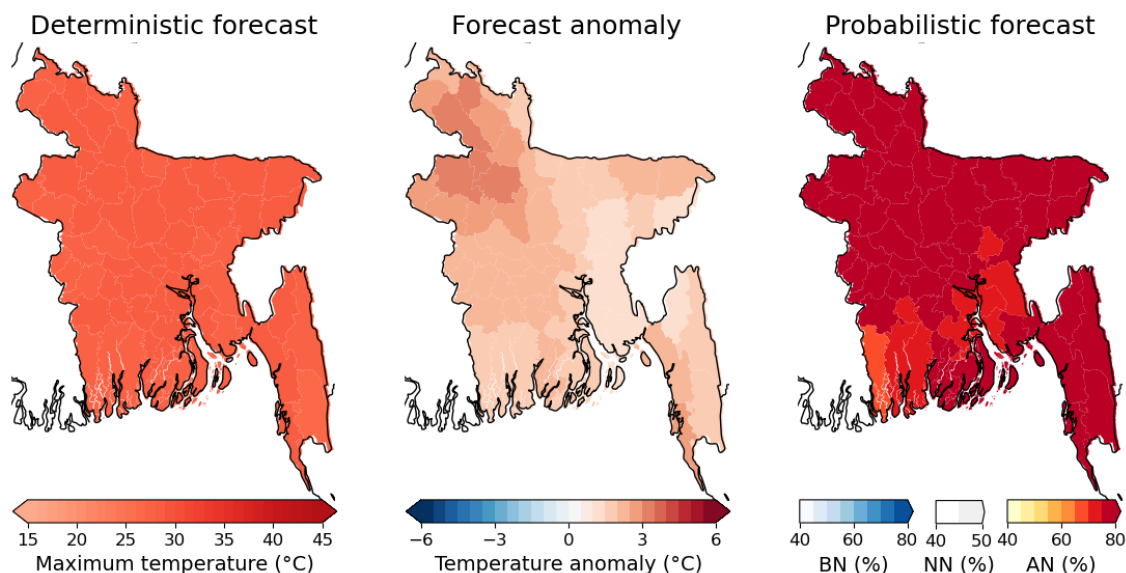 Deterministic forecast
Forecast anomaly
Probabilistic forecast
15 20 25 30 35 40 45
Maximum temperature (°C)
−6 −3 0 3 6
Temperature anomaly (°C)
40 60 80
BN (%)
40 50
NN (%)
40 60 80
AN (%)